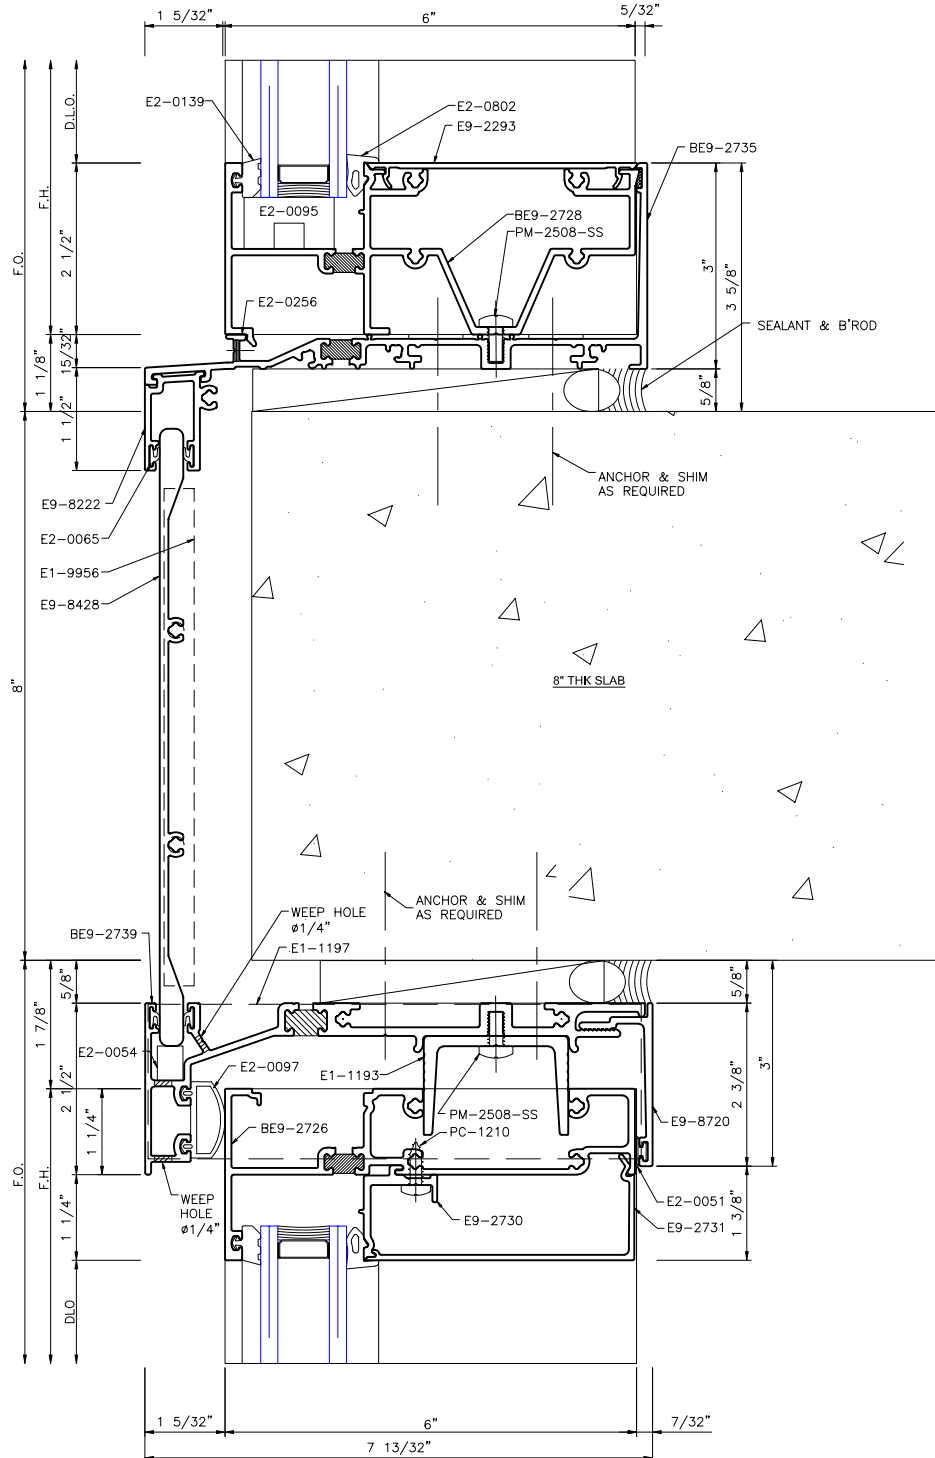 1 5/32"
6"
5/32"
E2-0139
E2-0802
E9-2293
BE9-2735
D.L.O.
F.H.
F.O.
E2-0095
BE9-2728
PM-2508-SS
2 1/2"
3"
3 5/8"
E2-0256
SEALANT & B'ROD
15/32"
1 1/8"
1 1/2"
5/8"
ANCHOR & SHIM
AS REQUIRED
E9-8222
E2-0065
E1-9956
E9-8428
8"
8" THK SLAB
ANCHOR & SHIM
AS REQUIRED
WEEP HOLE
ø1/4"
BE9-2739
E1-1197
5/8"
1 7/8"
5/8"
E2-0054
E2-0097
E1-1193
2 1/2"
2 3/8"
3"
PM-2508-SS
E9-8720
1 1/4"
BE9-2726
PC-1210
F.O.
F.H.
WEEP
HOLE
ø1/4"
E2-0051
E9-2730
E9-2731
1 1/4"
1 3/8"
DLO
1 5/32"
6"
7/32"
7 13/32"